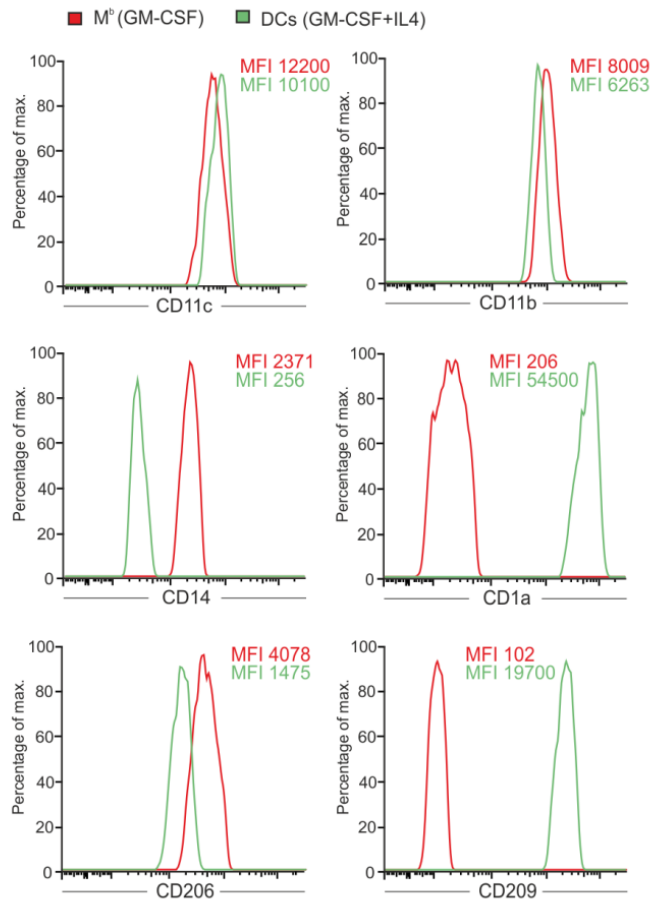 Mᵇ (GM-CSF) DCs (GM-CSF+IL4)
Percentage of max.
100
80
60
40
20
0
MFI 12200
MFI 10100
CD11c
Percentage of max.
100
80
60
40
20
0
MFI 8009
MFI 6263
CD11b
Percentage of max.
100
80
60
40
20
0
MFI 2371
MFI 256
CD14
Percentage of max.
100
80
60
40
20
0
MFI 206
MFI 54500
CD1a
Percentage of max.
100
80
60
40
20
0
MFI 4078
MFI 1475
CD206
Percentage of max.
100
80
60
40
20
0
MFI 102
MFI 19700
CD209